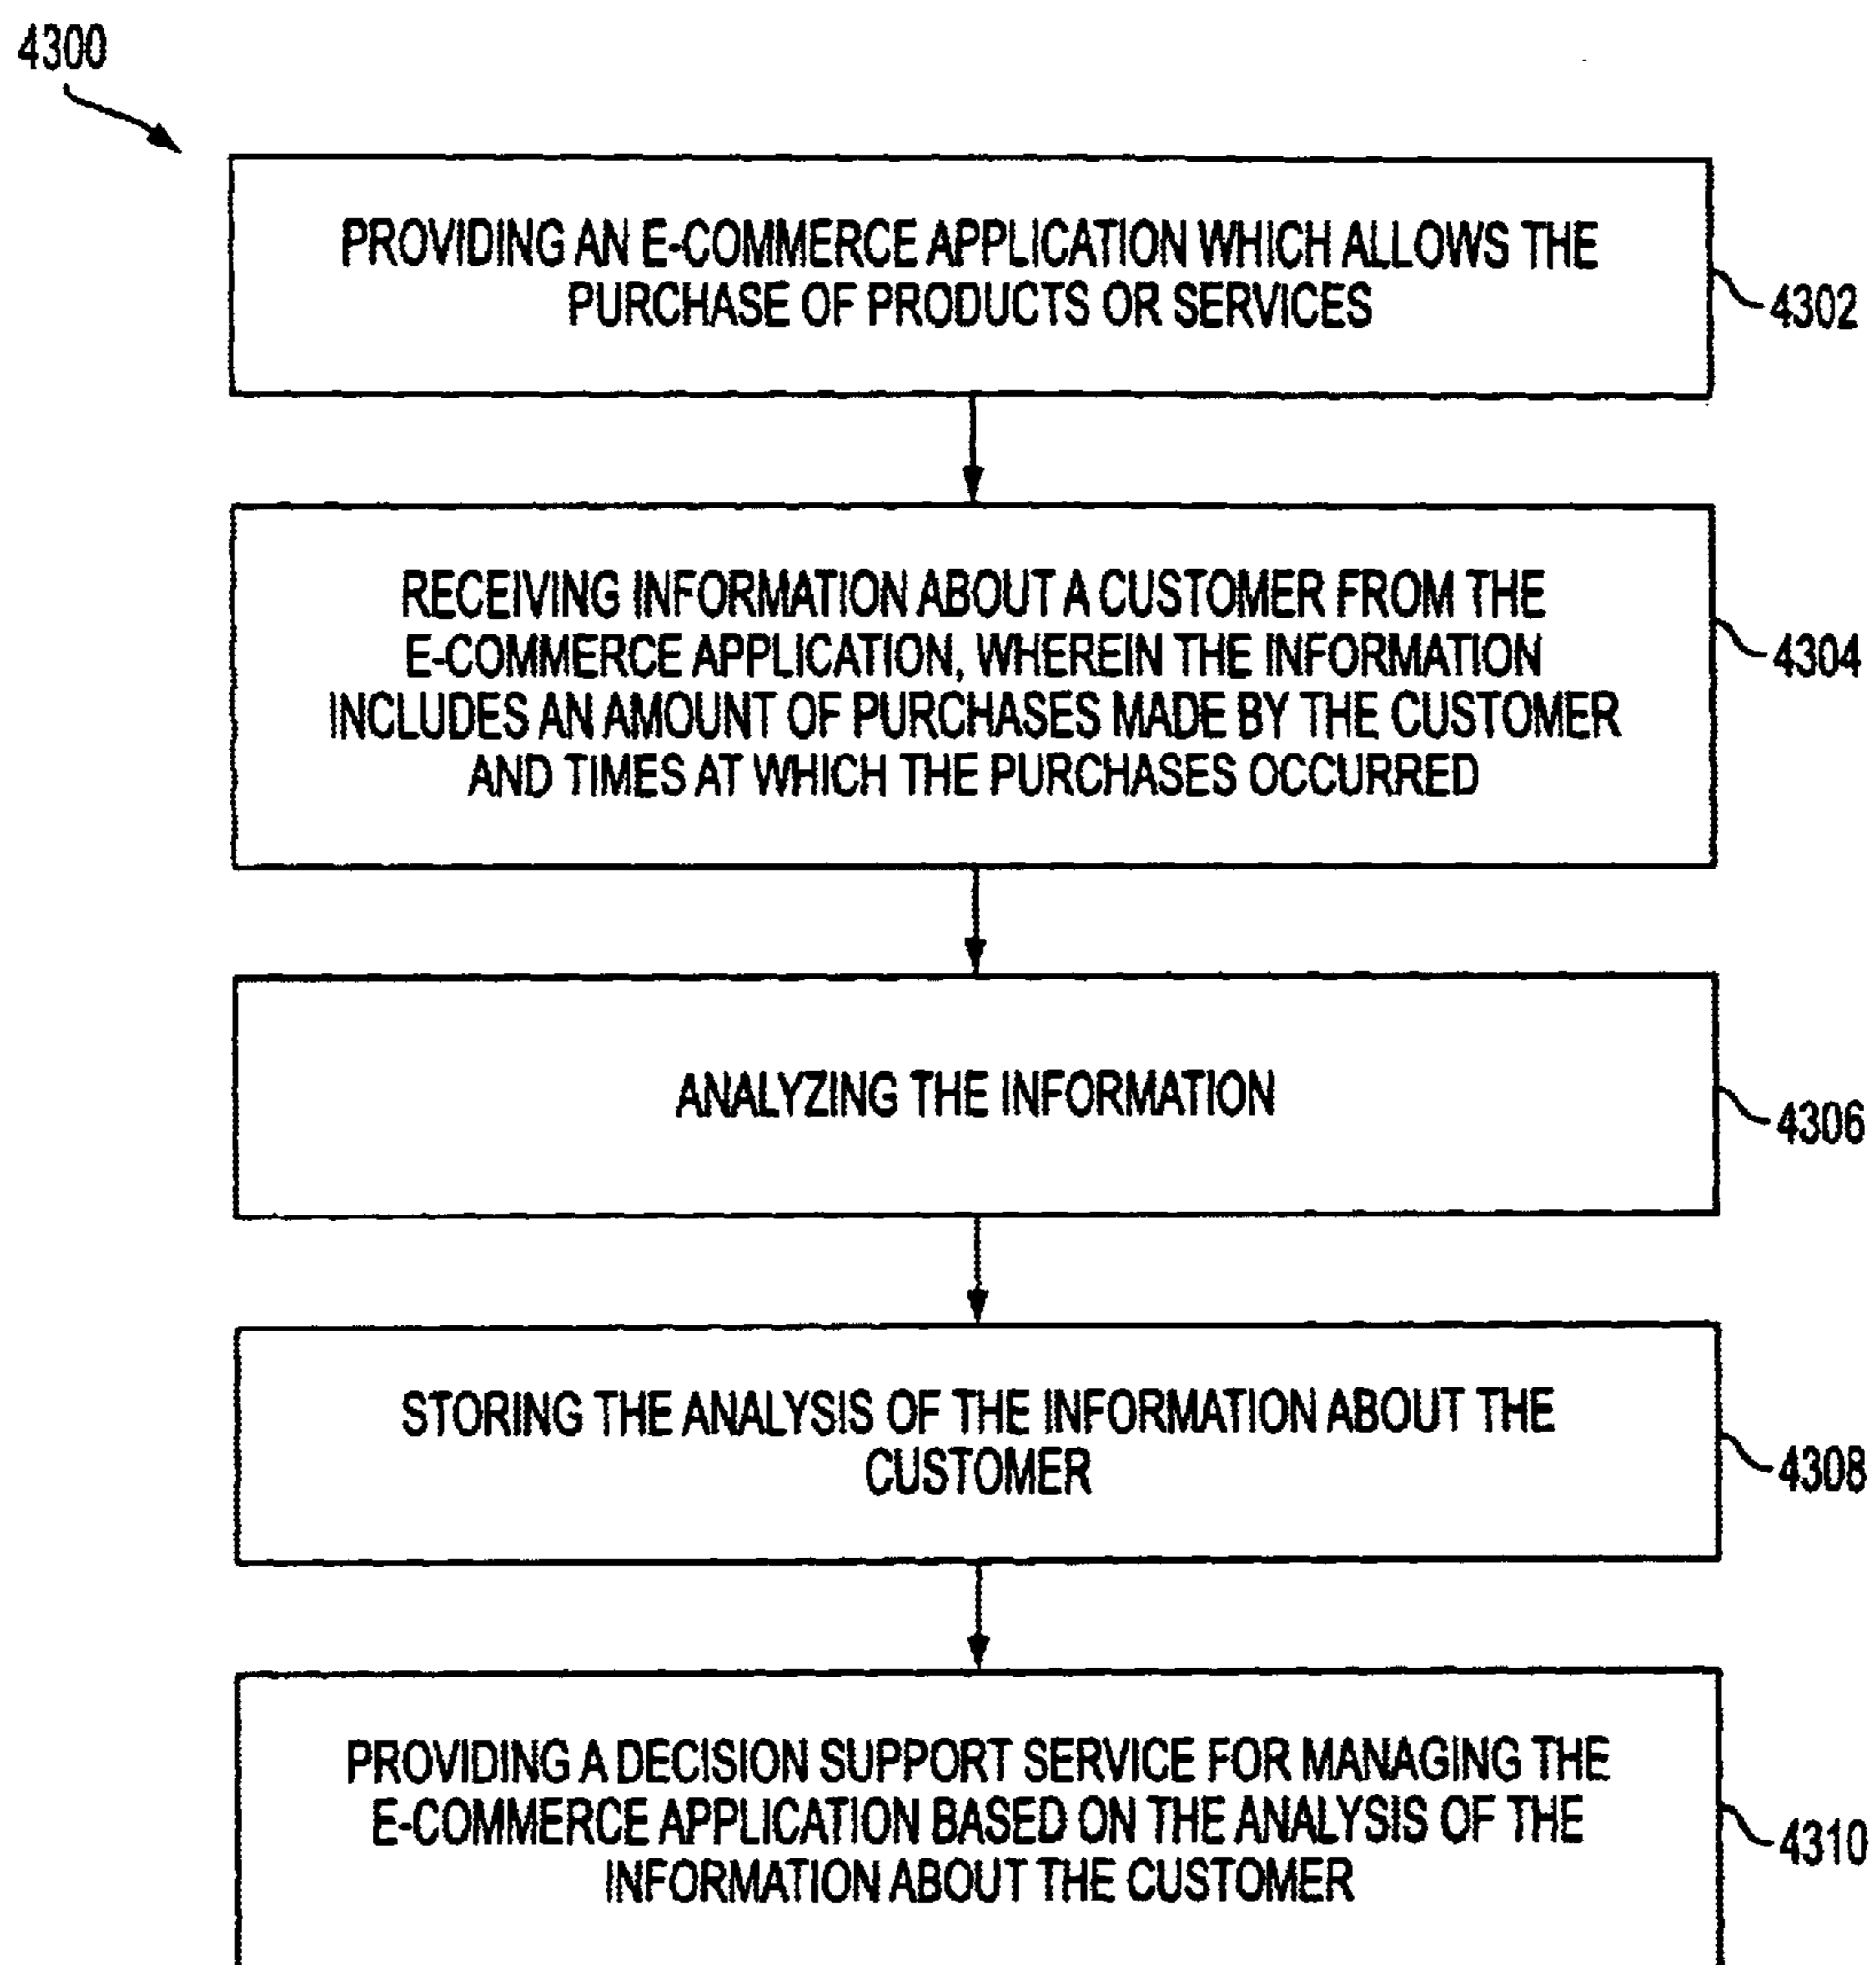 4300
PROVIDING AN E-COMMERCE APPLICATION WHICH ALLOWS THE
PURCHASE OF PRODUCTS OR SERVICES
4302
RECEIVING INFORMATION ABOUT A CUSTOMER FROM THE
E-COMMERCE APPLICATION, WHEREIN THE INFORMATION
INCLUDES AN AMOUNT OF PURCHASES MADE BY THE CUSTOMER
AND TIMES AT WHICH THE PURCHASES OCCURRED
4304
ANALYZING THE INFORMATION
4306
STORING THE ANALYSIS OF THE INFORMATION ABOUT THE
CUSTOMER
4308
PROVIDING A DECISION SUPPORT SERVICE FOR MANAGING THE
E-COMMERCE APPLICATION BASED ON THE ANALYSIS OF THE
INFORMATION ABOUT THE CUSTOMER
4310